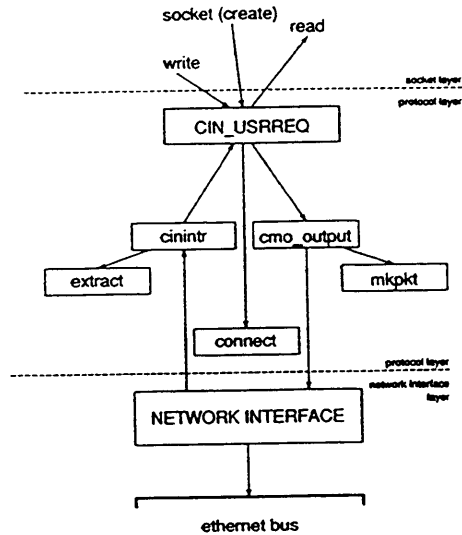 socket (create)
read
write
socket layer
protocol layer
CIN_USRREQ
cinintr
cmo_output
extract
mkpkt
connect
protocol layer
network interface
layer
NETWORK INTERFACE
ethernet bus